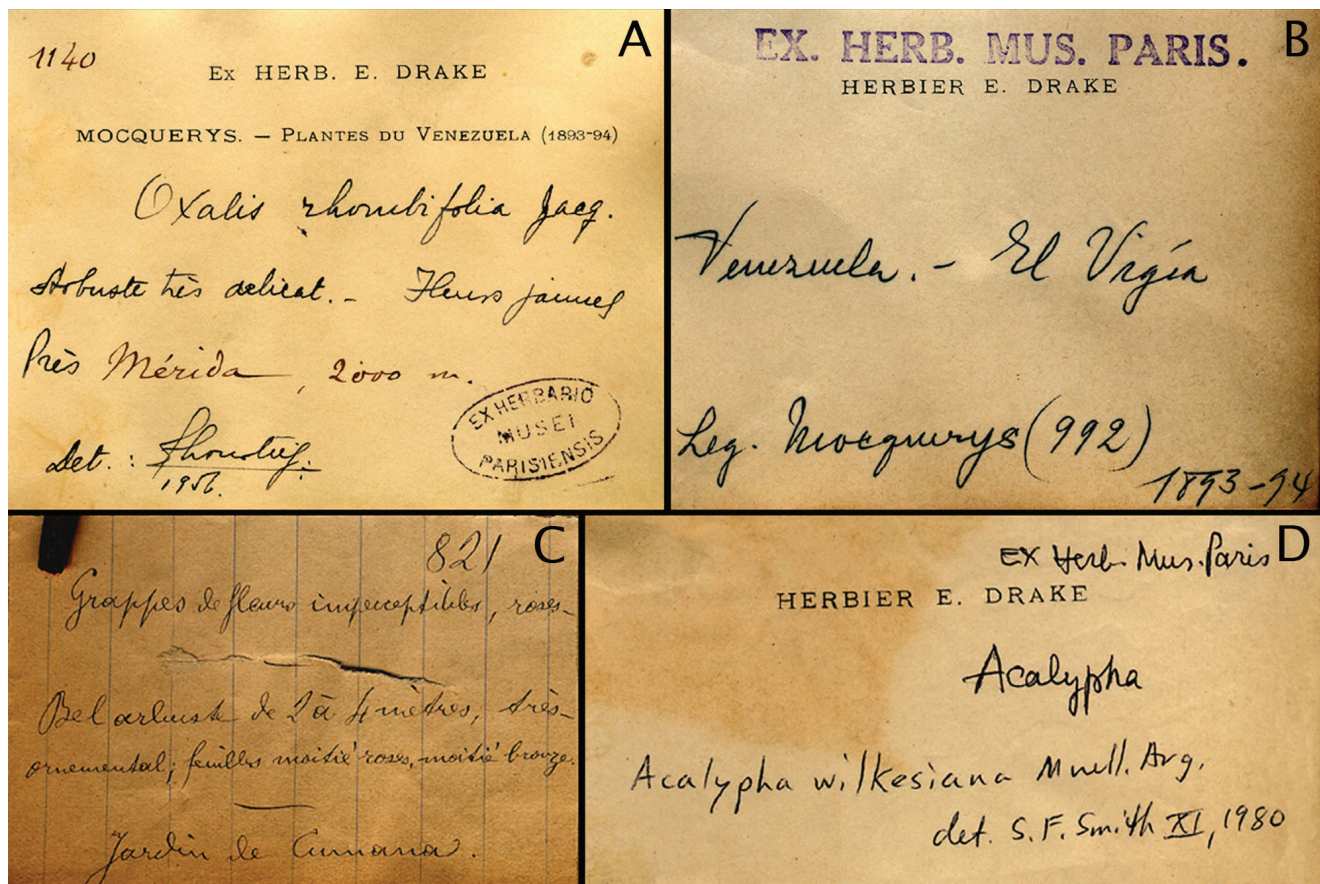 A
1140
Ex HERB. E. DRAKE
MOCQUERYS. — PLANTES DU VENEZUELA (1893-94)
Oxalis rhombifolia Jacq.
Arbuste très delicat. - Fleurs jaunes
Près Mérida, 2000 m.
EX HERBARIO
MUSEI
PARISIENSIS
Det. :
1956.
B
EX. HERB. MUS. PARIS.
HERBIER E. DRAKE
Venezuela. - El Vigía
Leg. Mocquerys (992)
1893-94
C
821
Grappes de fleurs imperceptibles, roses-
Bel arbuste de 2 à 4 mètres, très-
ornemental; feuilles moitié roses, moitié bronze.
Jardin de Cumana.
D
EX Herb. Mus. Paris
HERBIER E. DRAKE
Acalypha
Acalypha wilkesiana Muell. Arg.
det. S. F. Smith XI, 1980